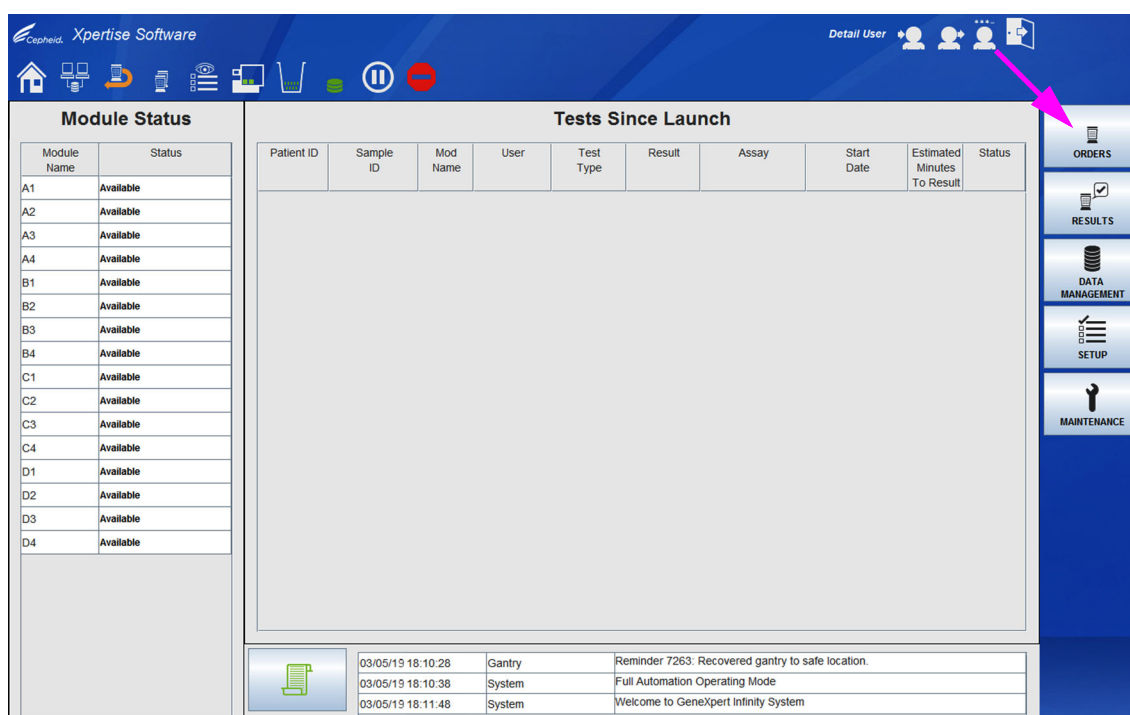 Cepheid. Xpertise Software
Detail User
Module Status
Module Name Status
A1 Available
A2 Available
A3 Available
A4 Available
B1 Available
B2 Available
B3 Available
B4 Available
C1 Available
C2 Available
C3 Available
C4 Available
D1 Available
D2 Available
D3 Available
D4 Available
Tests Since Launch
Patient ID Sample ID Mod Name User Test Type Result Assay Start Date Estimated Minutes To Result Status
03/05/19 18:10:28 Gantry Reminder 7263: Recovered gantry to safe location.
03/05/19 18:10:38 System Full Automation Operating Mode
03/05/19 18:11:48 System Welcome to GeneXpert Infinity System
ORDERS
RESULTS
DATA
MANAGEMENT
SETUP
MAINTENANCE